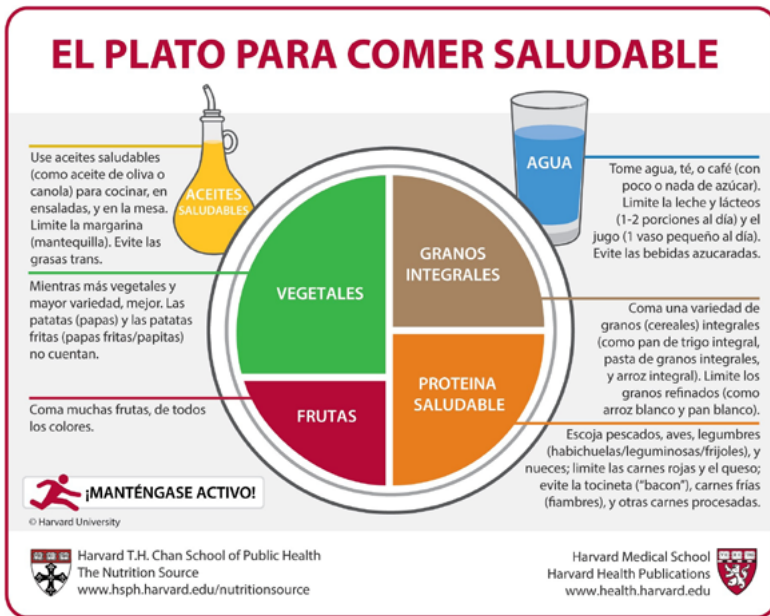 EL PLATO PARA COMER SALUDABLE
Use aceites saludables
(como aceite de oliva o
canola) para cocinar, en
ensaladas, y en la mesa.
Limite la margarina
(mantequilla). Evite las
grasas trans.
ACEITES
SALUDABLES
AGUA
Tome agua, té, o café (con
poco o nada de azúcar).
Limite la leche y lácteos
(1-2 porciones al día) y el
jugo (1 vaso pequeño al día).
Evite las bebidas azucaradas.
Mientras más vegetales y
mayor variedad, mejor. Las
patatas (papas) y las patatas
fritas (papas fritas/papitas)
no cuentan.
VEGETALES
GRANOS
INTEGRALES
Coma una variedad de
granos (cereales) integrales
(como pan de trigo integral,
pasta de granos integrales,
y arroz integral). Limite los
granos refinados (como
arroz blanco y pan blanco).
Coma muchas frutas, de todos
los colores.
FRUTAS
PROTEINA
SALUDABLE
Escoja pescados, aves, legumbres
(habichuelas/leguminosas/frijoles), y
nueces; limite las carnes rojas y el queso;
evite la tocineta ("bacon"), carnes frías
(fiambres), y otras carnes procesadas.
¡MANTÉNGASE ACTIVO!
© Harvard University
Harvard T.H. Chan School of Public Health
The Nutrition Source
www.hsph.harvard.edu/nutritionsource
Harvard Medical School
Harvard Health Publications
www.health.harvard.edu